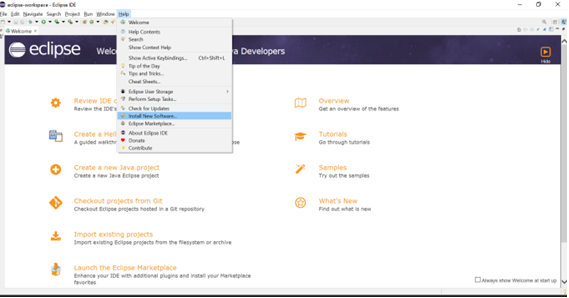 eclipse-workspace - Eclipse IDE
File Edit Navigate Search Project Run Window Help
Welcome
eclipse Welco a Developers
Hide
Welcome
Help Contents
Search
Show Context Help
Show Active Keybindings... Ctrl+Shift+L
Tip of the Day
Tips and Tricks...
Cheat Sheets...
Eclipse User Storage
Perform Setup Tasks...
Check for Updates
Install New Software...
Eclipse Marketplace...
About Eclipse IDE
Donate
Contribute
Review IDE
Review the IDE's
Create a Hel
A guided walkth
Create a new Java project
Create a new Java Eclipse project
Checkout projects from Git
Checkout Eclipse projects hosted in a Git repository
Import existing projects
Import existing Eclipse projects from the filesystem or archive
Launch the Eclipse Marketplace
Enhance your IDE with additional plugins and install your Marketplace
favorites
Overview
Get an overview of the features
Tutorials
Go through tutorials
Samples
Try out the samples
What's New
Find out what is new
Always show Welcome at start up